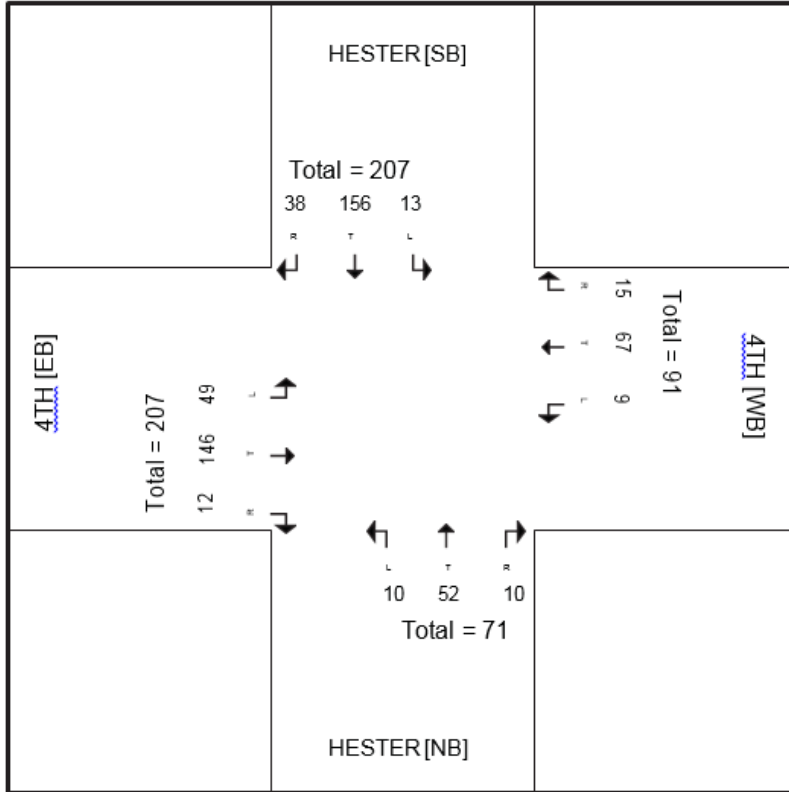 HESTER [SB]
Total = 207
38 156 13
R T L
4TH [EB]
Total = 207
49 146 12
L T R
15 67 9
R T L
Total = 91
4TH [WB]
L T R
10 52 10
Total = 71
HESTER [NB]